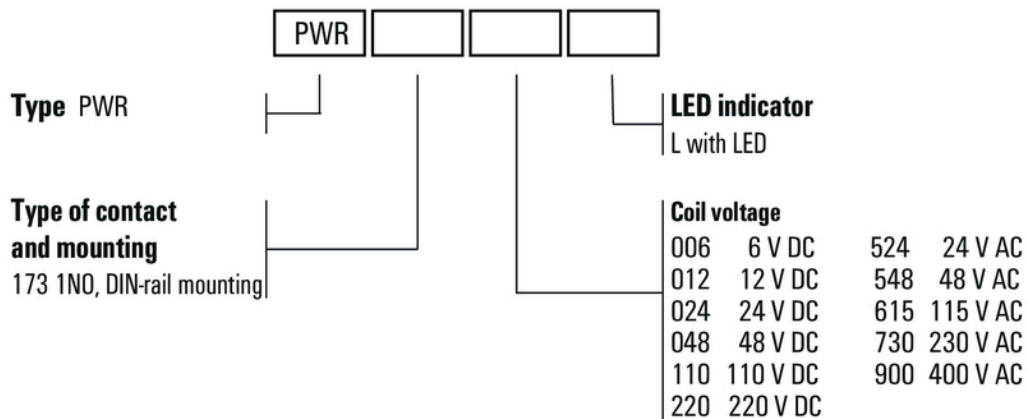 PWR
Type PWR
LED indicator
L with LED
Type of contact
and mounting
173 1NO, DIN-rail mounting
Coil voltage
006 6 V DC 524 24 V AC
012 12 V DC 548 48 V AC
024 24 V DC 615 115 V AC
048 48 V DC 730 230 V AC
110 110 V DC 900 400 V AC
220 220 V DC